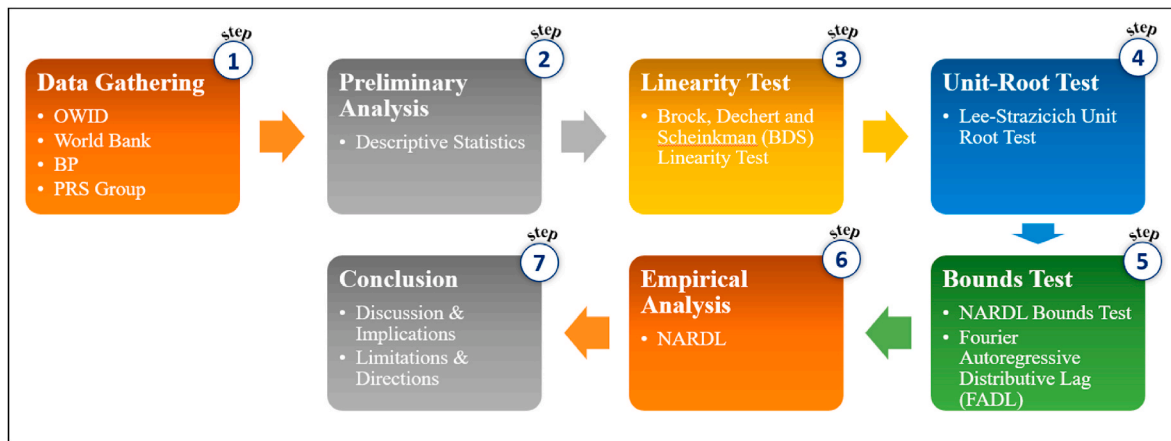 step
1
Data Gathering
• OWID
• World Bank
• BP
• PRS Group
step
2
Preliminary
Analysis
• Descriptive Statistics
step
3
Linearity Test
• Brock, Dechert and
Scheinkman (BDS)
Linearity Test
step
4
Unit-Root Test
• Lee-Strazicich Unit
Root Test
step
5
Bounds Test
• NARDL Bounds Test
• Fourier
Autoregressive
Distributive Lag
(FADL)
step
6
Empirical
Analysis
• NARDL
step
7
Conclusion
• Discussion &
Implications
• Limitations &
Directions